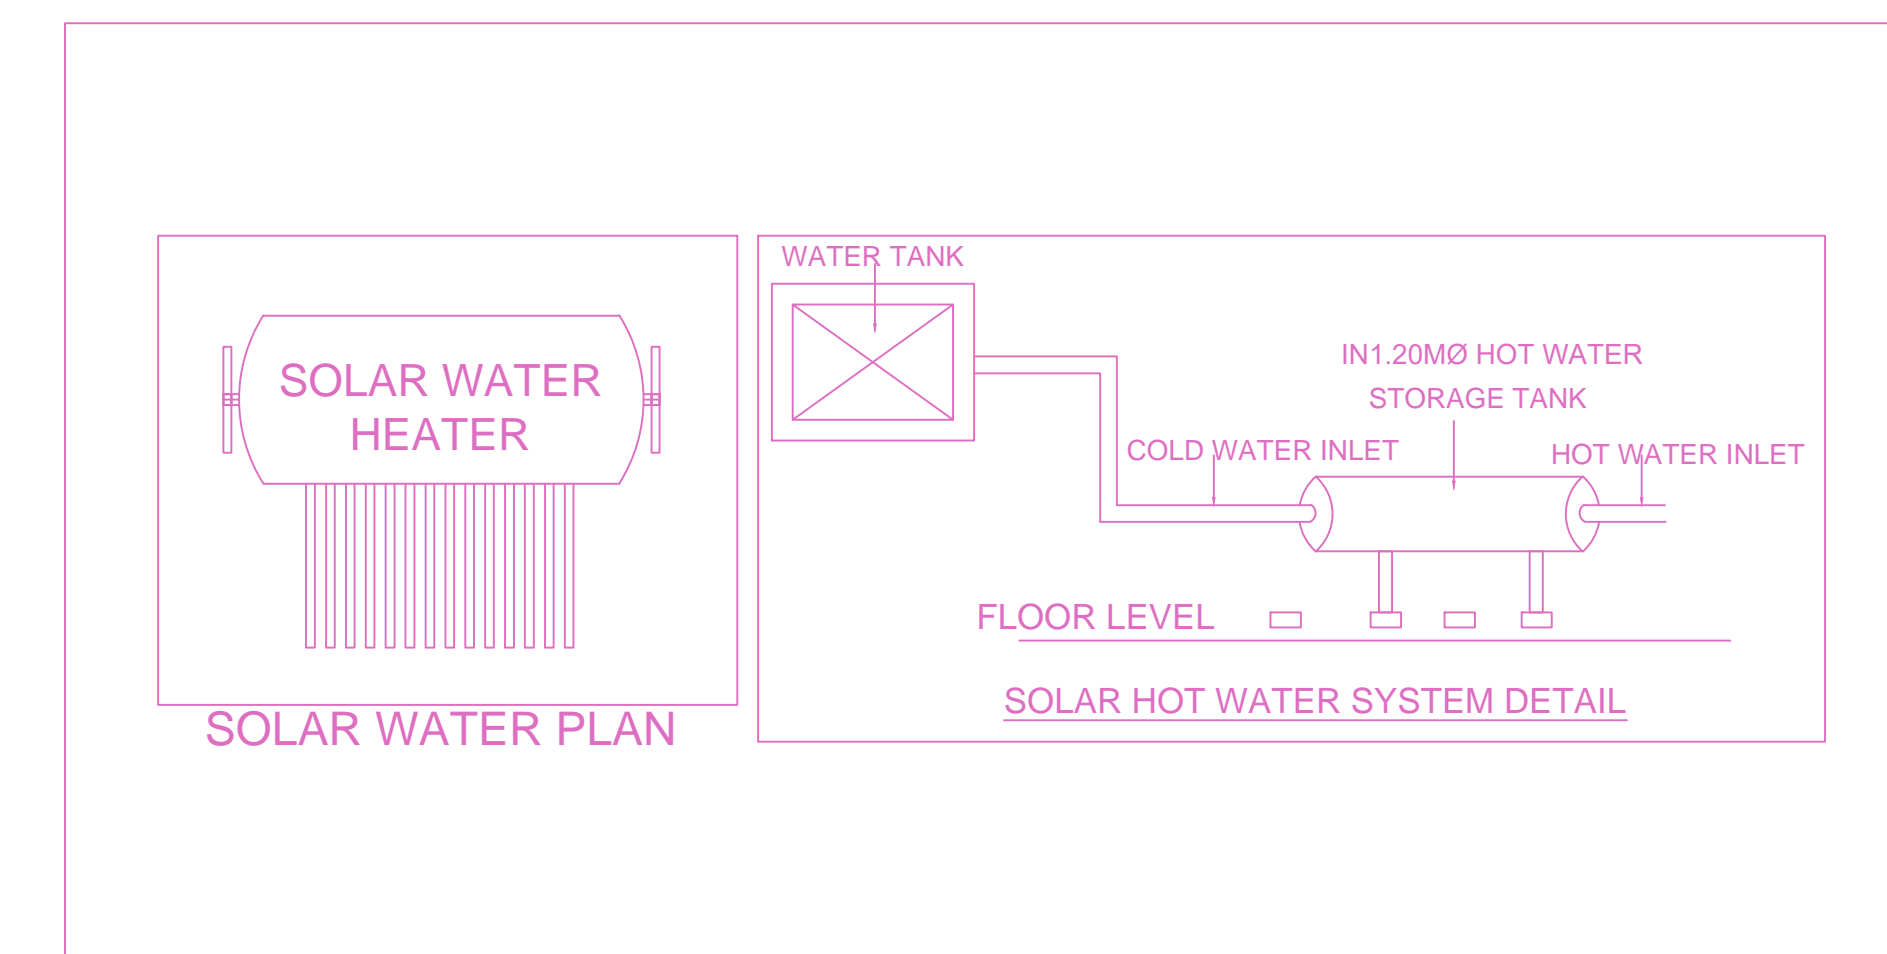 SOLAR WATER
HEATER
SOLAR WATER PLAN
WATER TANK
IN1.20MØ HOT WATER
STORAGE TANK
COLD WATER INLET
HOT WATER INLET
FLOOR LEVEL
SOLAR HOT WATER SYSTEM DETAIL